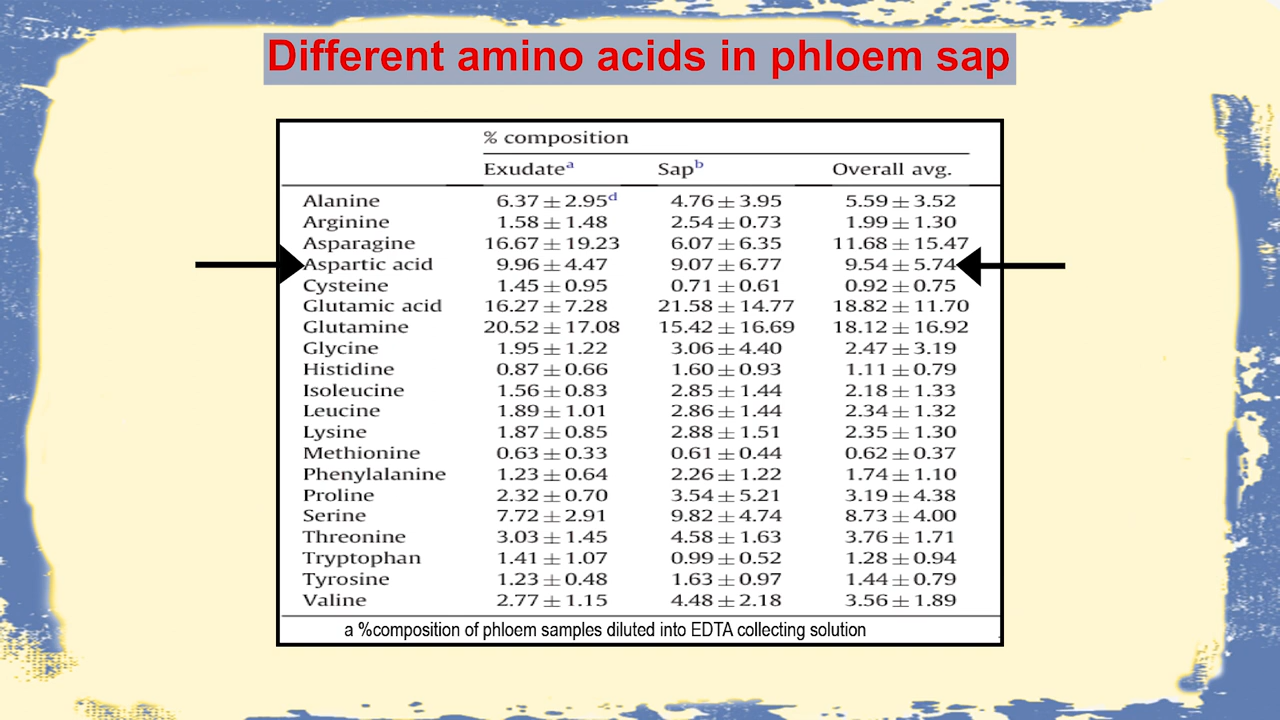 Different amino acids in phloem sap
% composition
Exudateᵃ Sapᵇ Overall avg.
Alanine 6.37 ± 2.95ᵈ 4.76 ± 3.95 5.59 ± 3.52
Arginine 1.58 ± 1.48 2.54 ± 0.73 1.99 ± 1.30
Asparagine 16.67 ± 19.23 6.07 ± 6.35 11.68 ± 15.47
Aspartic acid 9.96 ± 4.47 9.07 ± 6.77 9.54 ± 5.74
Cysteine 1.45 ± 0.95 0.71 ± 0.61 0.92 ± 0.75
Glutamic acid 16.27 ± 7.28 21.58 ± 14.77 18.82 ± 11.70
Glutamine 20.52 ± 17.08 15.42 ± 16.69 18.12 ± 16.92
Glycine 1.95 ± 1.22 3.06 ± 4.40 2.47 ± 3.19
Histidine 0.87 ± 0.66 1.60 ± 0.93 1.11 ± 0.79
Isoleucine 1.56 ± 0.83 2.85 ± 1.44 2.18 ± 1.33
Leucine 1.89 ± 1.01 2.86 ± 1.44 2.34 ± 1.32
Lysine 1.87 ± 0.85 2.88 ± 1.51 2.35 ± 1.30
Methionine 0.63 ± 0.33 0.61 ± 0.44 0.62 ± 0.37
Phenylalanine 1.23 ± 0.64 2.26 ± 1.22 1.74 ± 1.10
Proline 2.32 ± 0.70 3.54 ± 5.21 3.19 ± 4.38
Serine 7.72 ± 2.91 9.82 ± 4.74 8.73 ± 4.00
Threonine 3.03 ± 1.45 4.58 ± 1.63 3.76 ± 1.71
Tryptophan 1.41 ± 1.07 0.99 ± 0.52 1.28 ± 0.94
Tyrosine 1.23 ± 0.48 1.63 ± 0.97 1.44 ± 0.79
Valine 2.77 ± 1.15 4.48 ± 2.18 3.56 ± 1.89
a %composition of phloem samples diluted into EDTA collecting solution